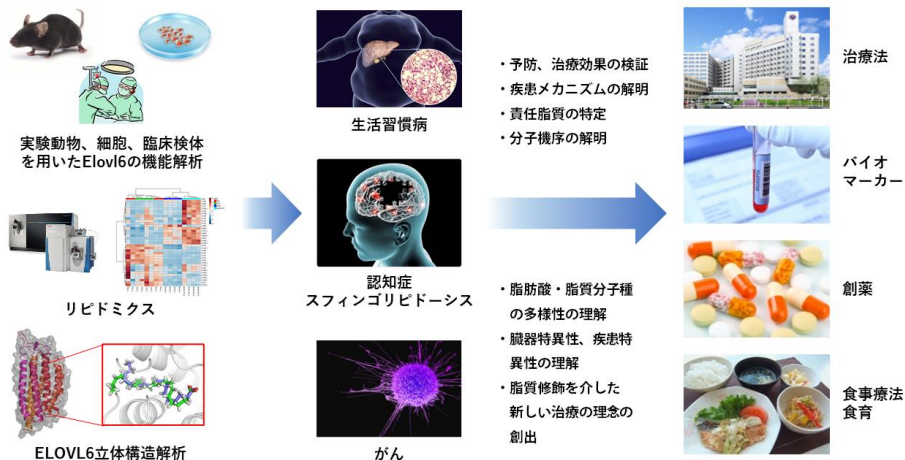 実験動物、細胞、臨床検体
を用いたElovl6の機能解析
リピドミクス
ELOVL6立体構造解析
生活習慣病
認知症
スフィンゴリピドーシス
がん
・予防、治療効果の検証
・疾患メカニズムの解明
・責任脂質の特定
・分子機序の解明
・脂肪酸・脂質分子種
の多様性の理解
・臓器特異性、疾患特
異性の理解
・脂質修飾を介した
新しい治療の理念の
創出
治療法
バイオ
マーカー
創薬
食事療法
食育